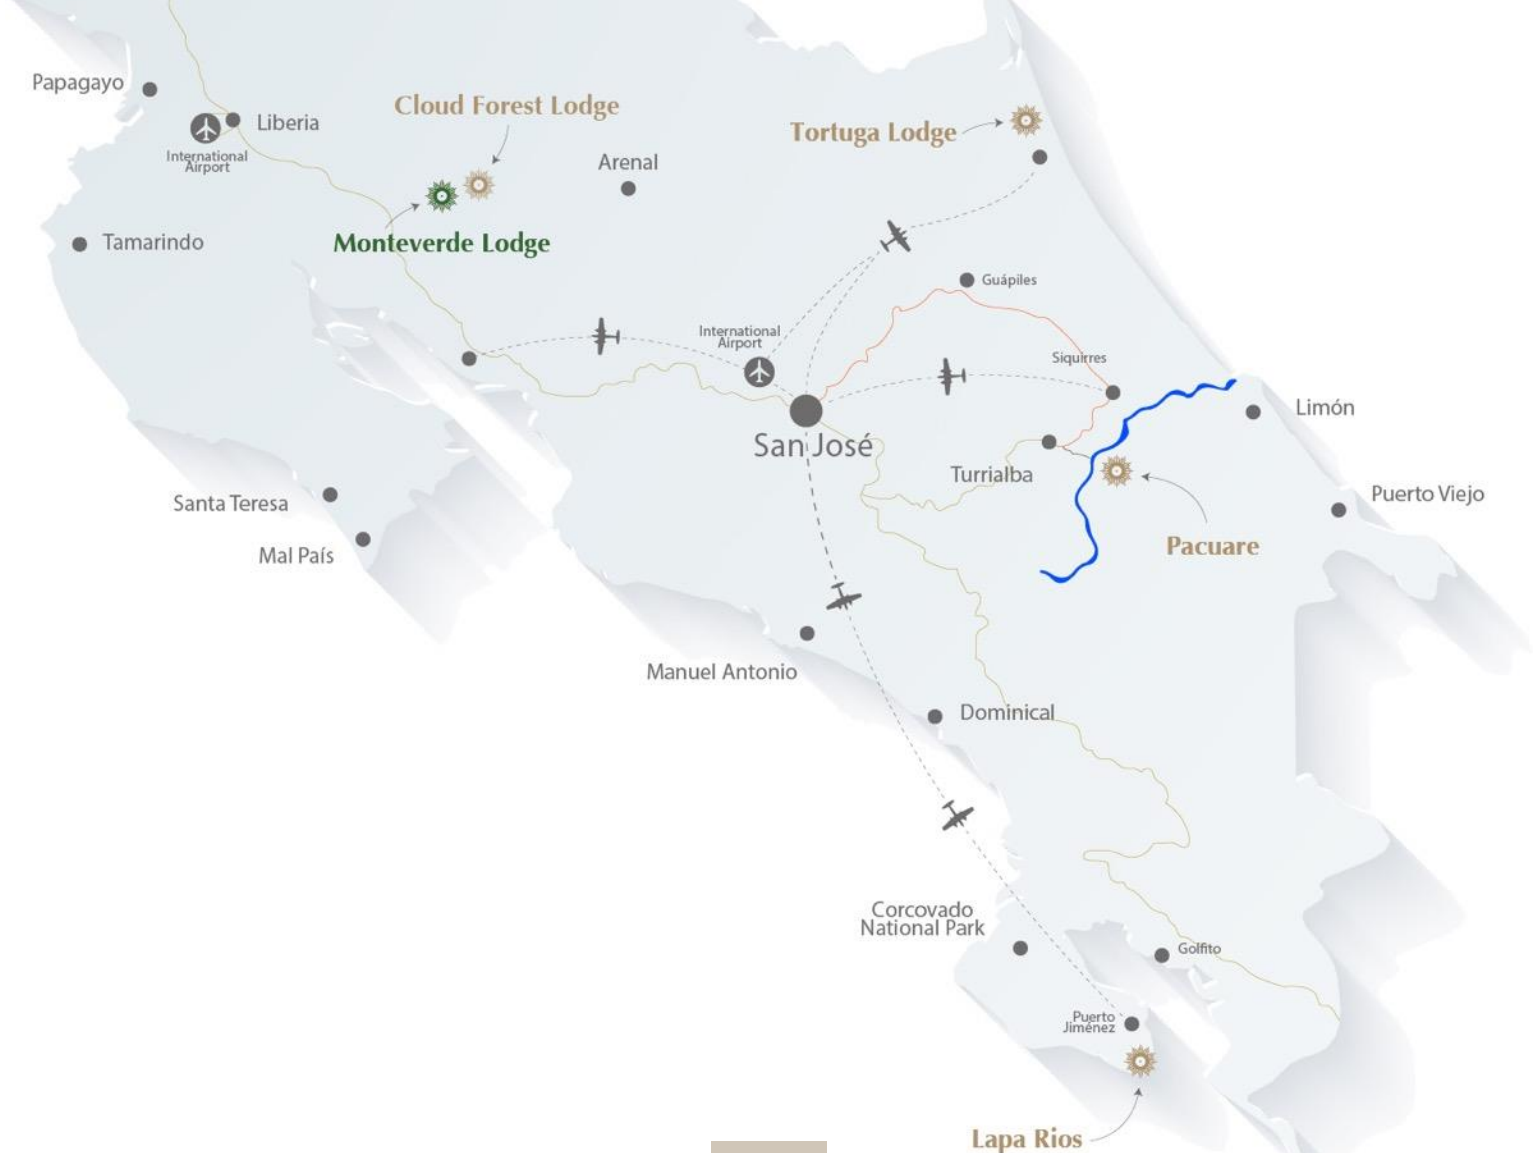 Papagayo
Liberia
International
Airport
Cloud Forest Lodge
Arenal
Tortuga Lodge
Tamarindo
Monteverde Lodge
Guápiles
International
Airport
Siquirres
San José
Limón
Turrialba
Santa Teresa
Puerto Viejo
Mal País
Pacuare
Manuel Antonio
Dominical
Corcovado
National Park
Golfito
Puerto
Jiménez
Lapa Rios